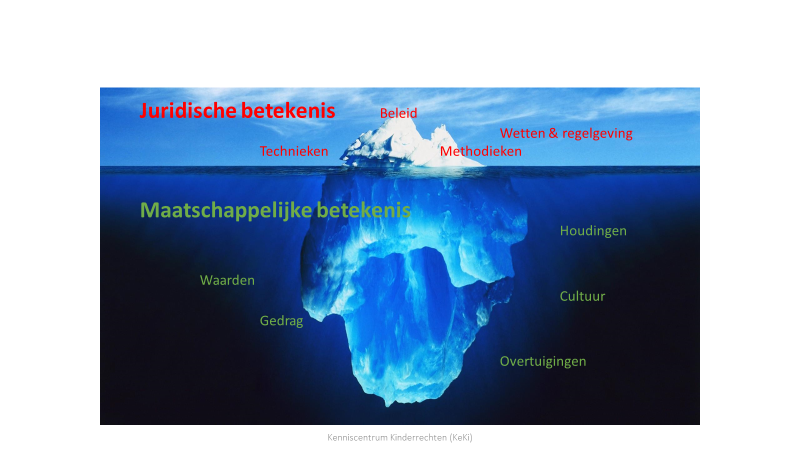 Juridische betekenis
Beleid
Wetten & regelgeving
Technieken
Methodieken
Maatschappelijke betekenis
Houdingen
Waarden
Cultuur
Gedrag
Overtuigingen
Kenniscentrum Kinderrechten (KeKi)